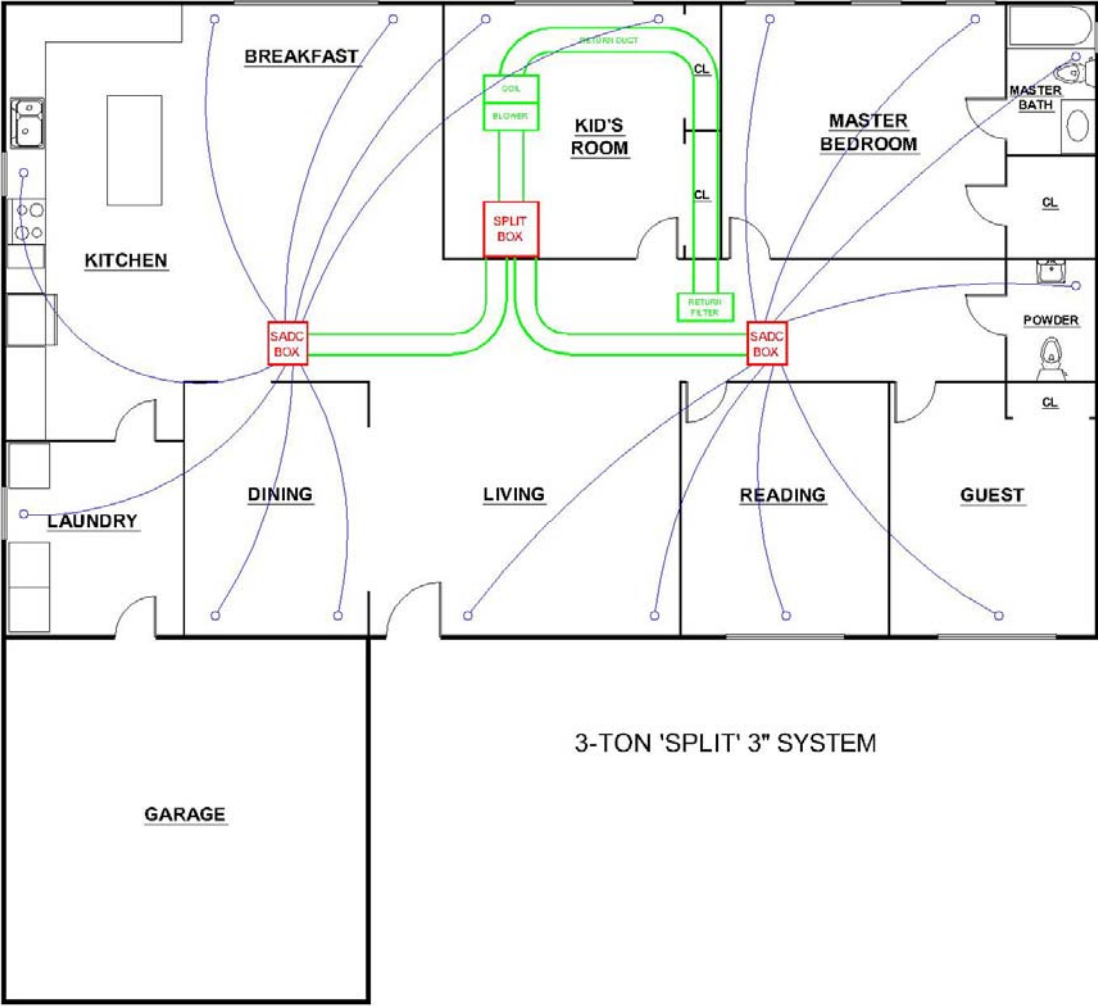 BREAKFAST
RETURN DUCT
CL
COIL
BLOWER
KID'S
ROOM
MASTER
BEDROOM
MASTER
BATH
CL
CL
SPLIT
BOX
KITCHEN
RETURN
FILTER
POWDER
SADC
BOX
SADC
BOX
CL
DINING
LIVING
READING
GUEST
LAUNDRY
3-TON 'SPLIT' 3" SYSTEM
GARAGE